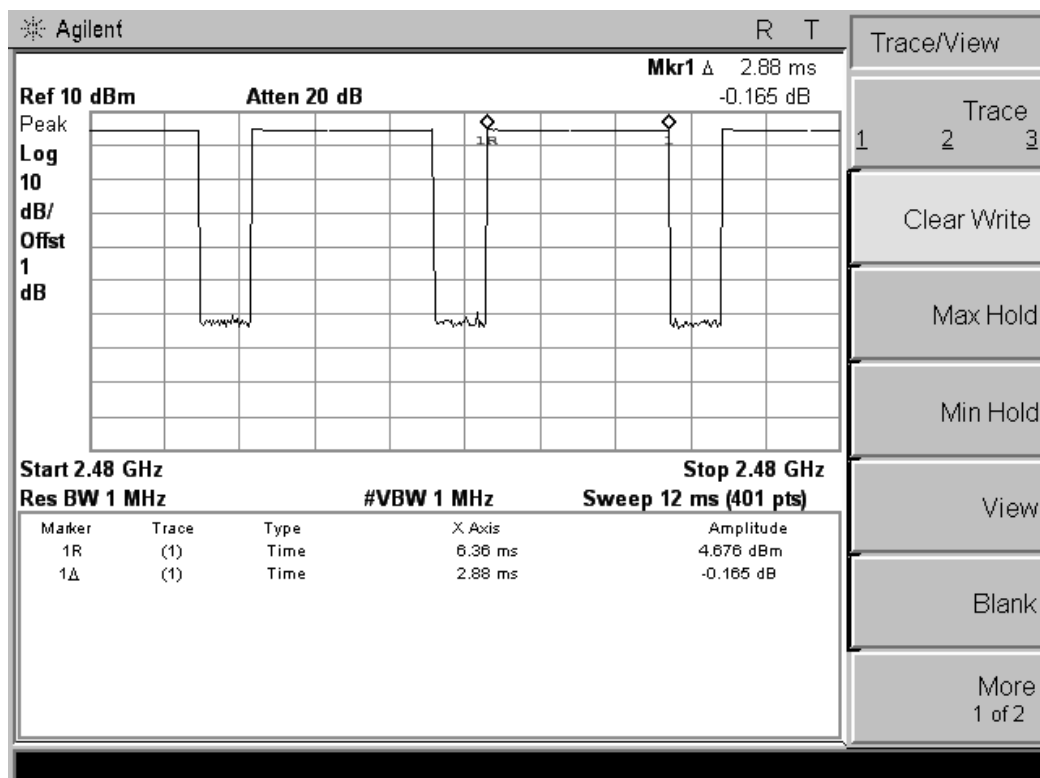 Agilent R T
Mkr1 Δ 2.88 ms
Ref 10 dBm Atten 20 dB -0.165 dB
Peak
Log
10
dB/
Offst
1
dB
1R 1
Start 2.48 GHz Stop 2.48 GHz
Res BW 1 MHz #VBW 1 MHz Sweep 12 ms (401 pts)
Marker Trace Type X Axis Amplitude
1R (1) Time 6.36 ms 4.676 dBm
1Δ (1) Time 2.88 ms -0.165 dB
Trace/View
Trace
1 2 3
Clear Write
Max Hold
Min Hold
View
Blank
More
1 of 2